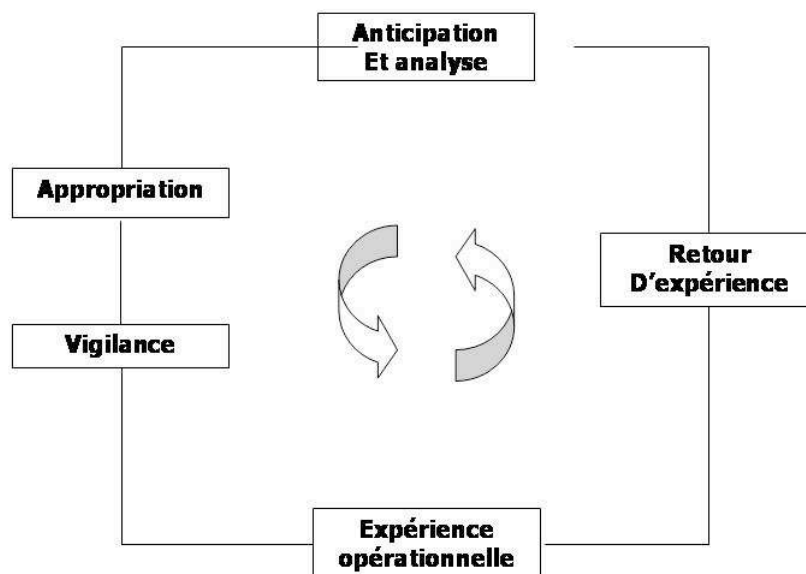 Anticipation
Et analyse
Appropriation
Retour
D'expérience
Vigilance
Expérience
opérationnelle